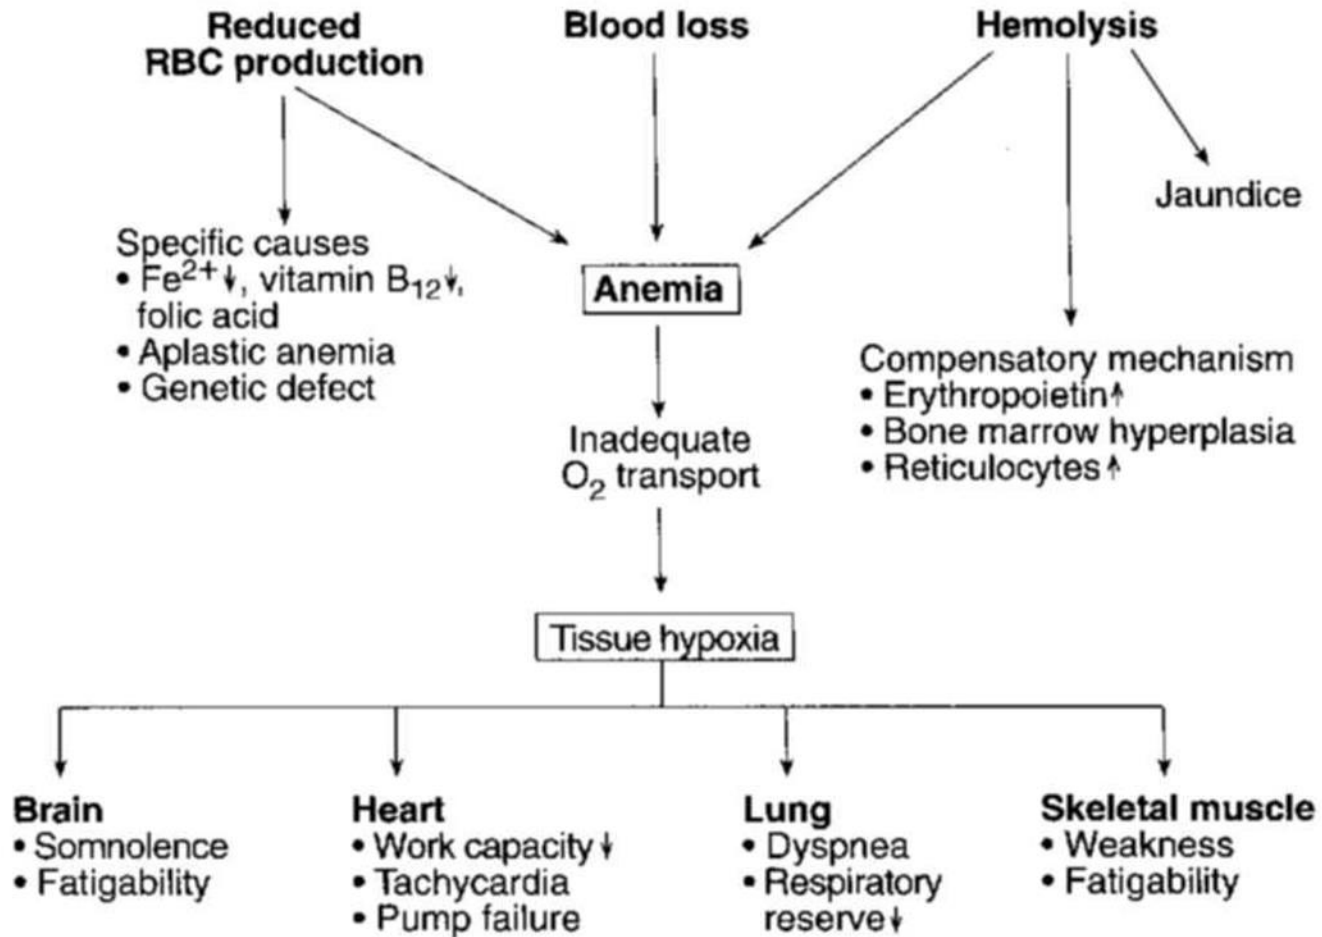 Reduced
RBC production
Blood loss
Hemolysis
Jaundice
Specific causes
• Fe²⁺↓, vitamin B₁₂↓,
folic acid
• Aplastic anemia
• Genetic defect
Anemia
Compensatory mechanism
• Erythropoietin↑
• Bone marrow hyperplasia
• Reticulocytes↑
Inadequate
O₂ transport
Tissue hypoxia
Brain
• Somnolence
• Fatigability
Heart
• Work capacity↓
• Tachycardia
• Pump failure
Lung
• Dyspnea
• Respiratory
reserve↓
Skeletal muscle
• Weakness
• Fatigability